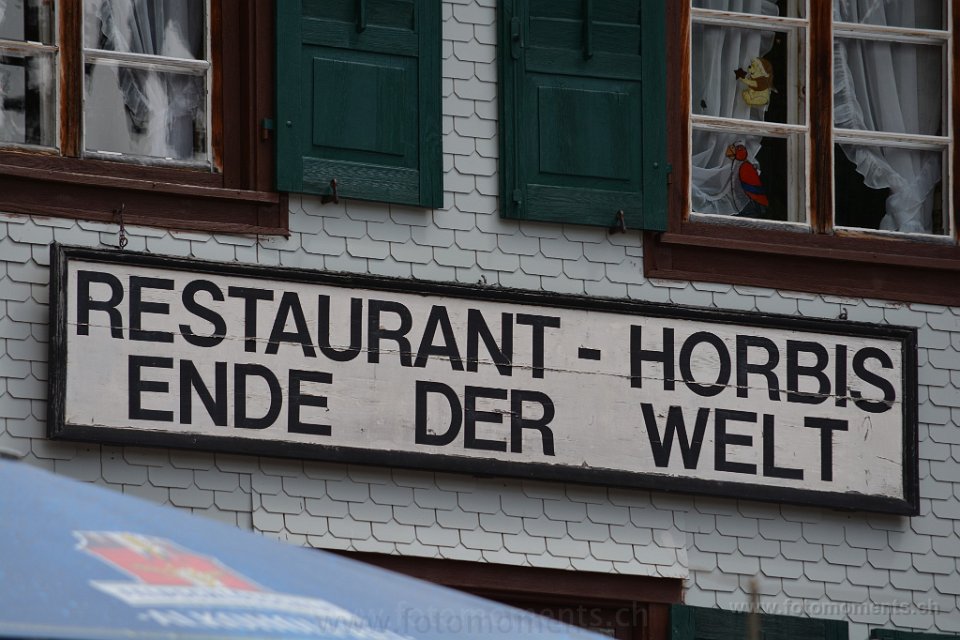 RESTAURANT - HORBIS
ENDE DER WELT
www.fotomoments.ch
www.fotomoments.ch